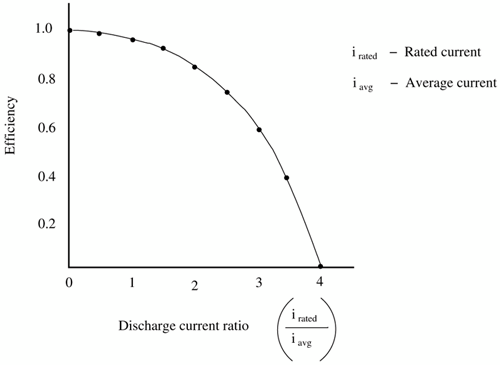 1.0
0.8
0.6
0.4
0.2
Efficiency
i rated – Rated current
i avg – Average current
0 1 2 3 4
Discharge current ratio
i rated
i avg